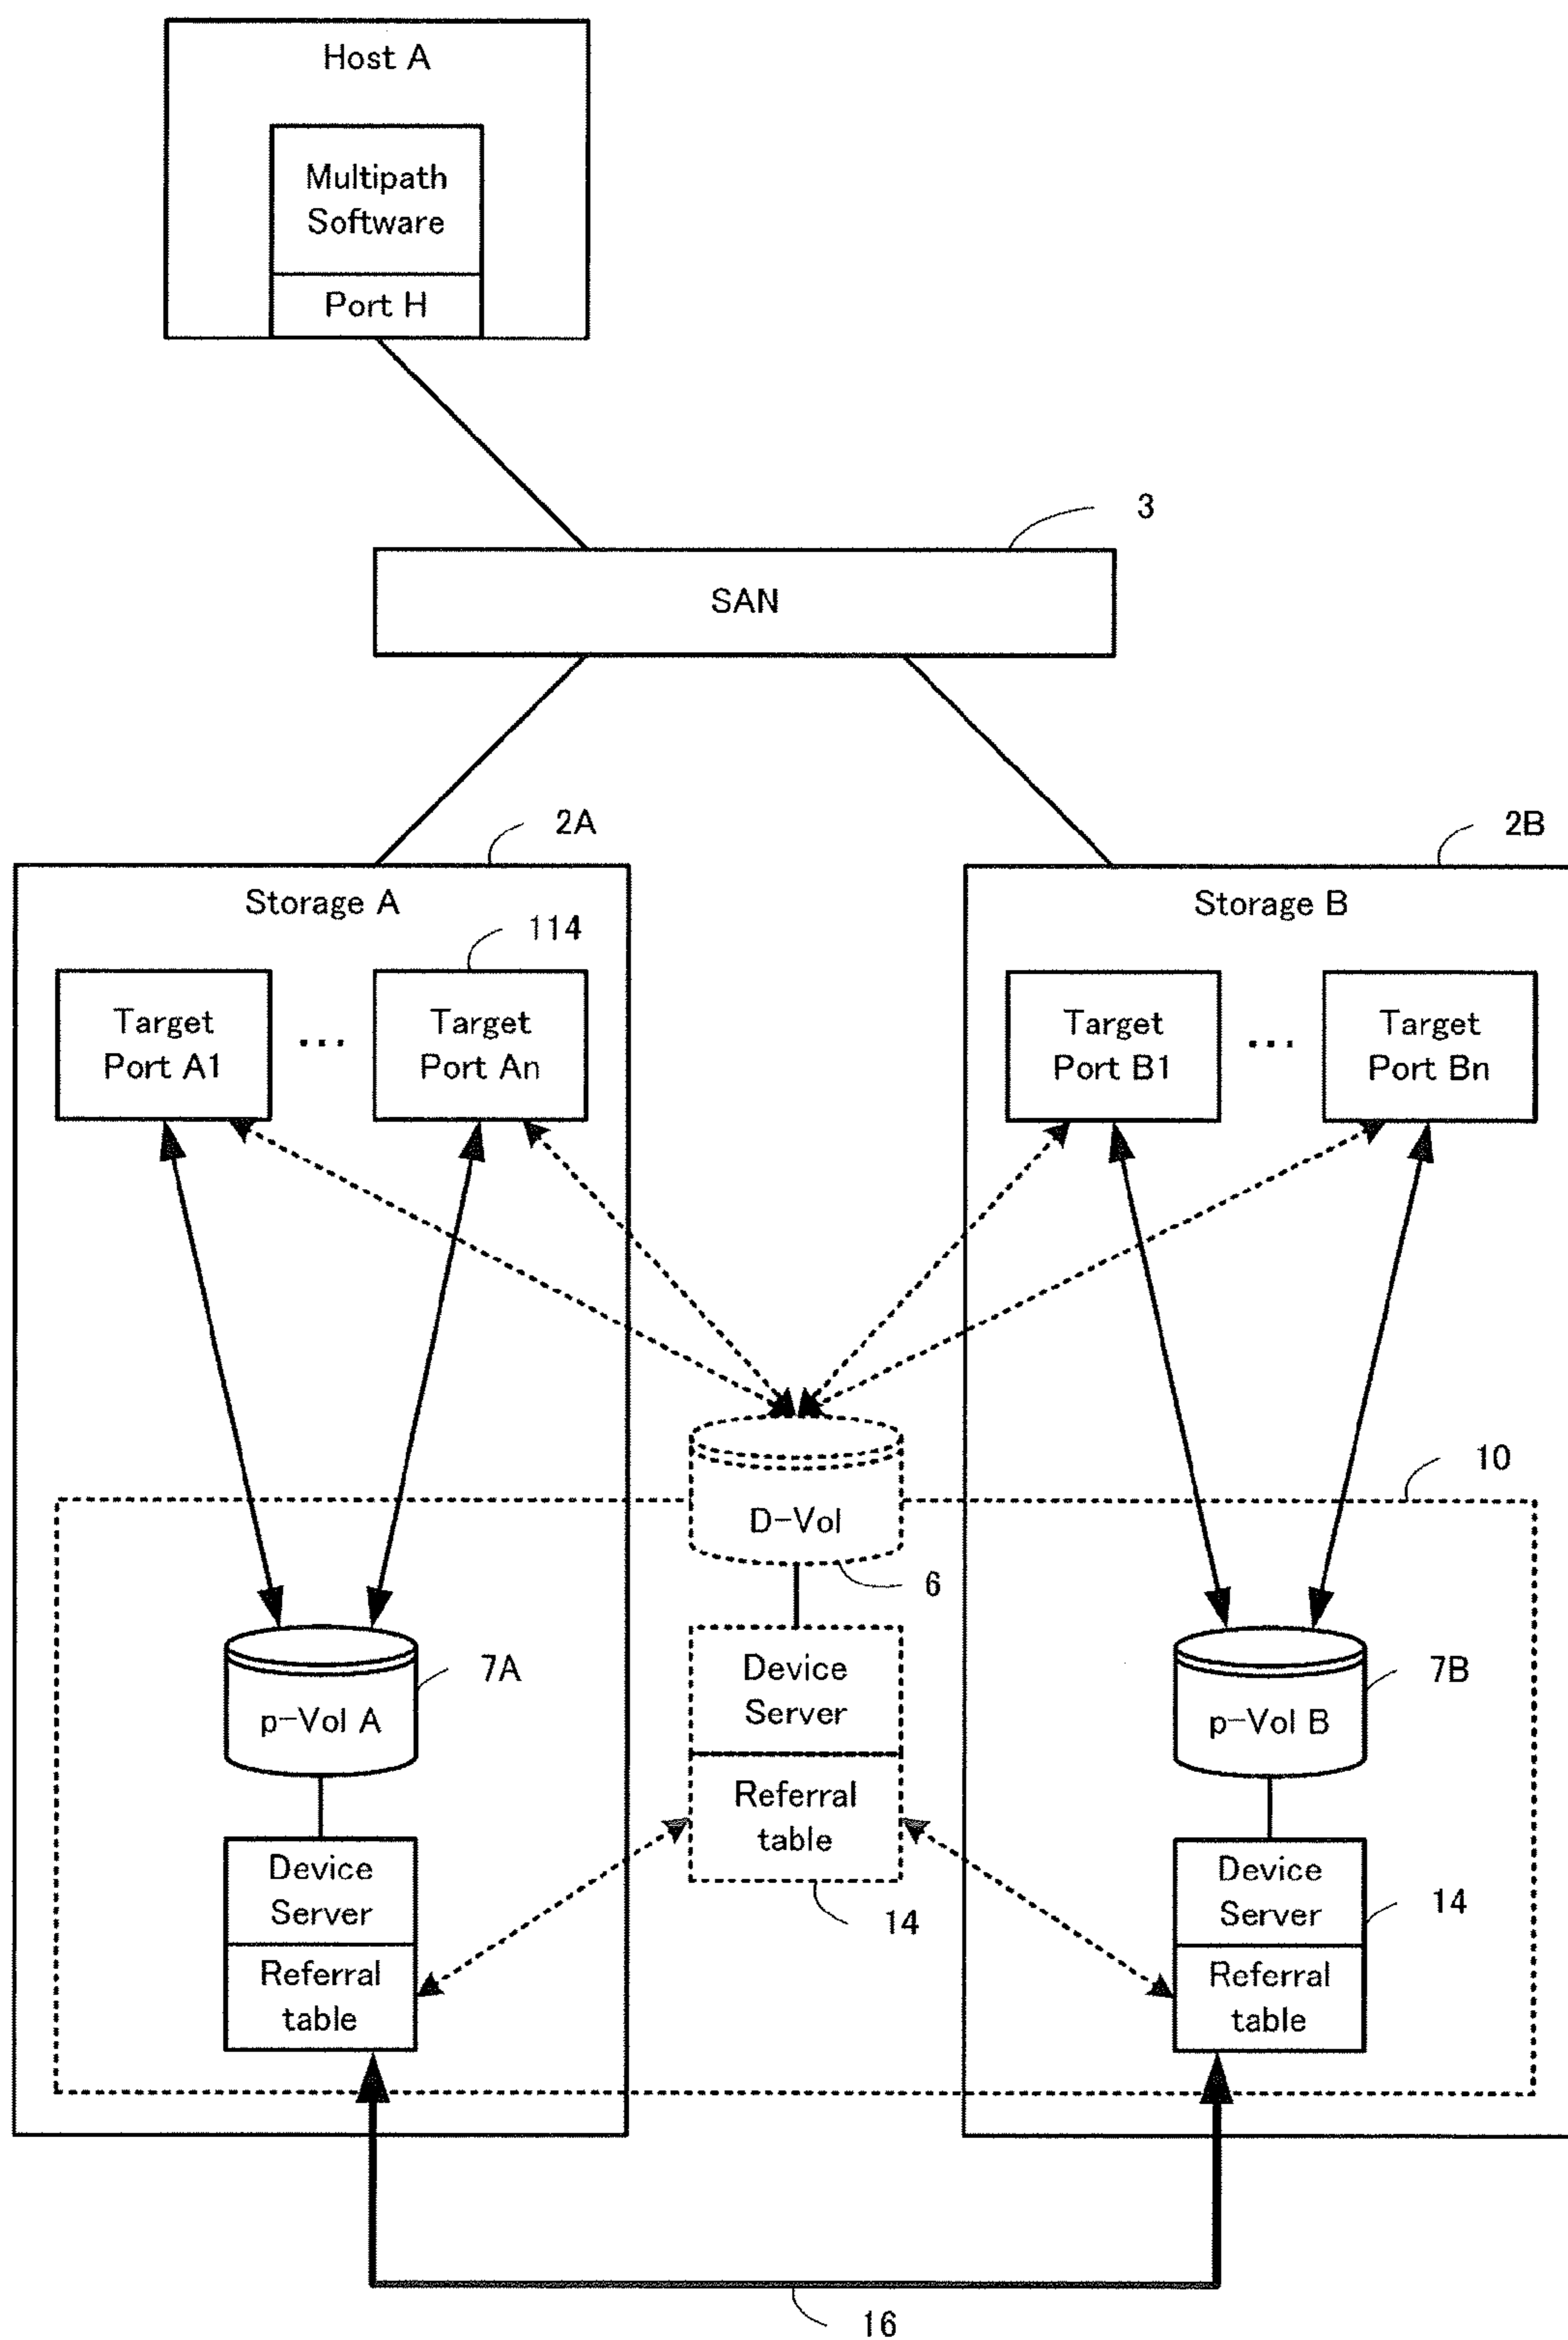 Host A
Multipath
Software
Port H
3
SAN
2A
2B
Storage A
Storage B
114
Target
Port A1
...
Target
Port An
Target
Port B1
...
Target
Port Bn
10
D-Vol
6
7A
7B
p-Vol A
Device
Server
p-Vol B
Referral
table
Device
Server
14
Device
Server
14
Referral
table
Referral
table
16